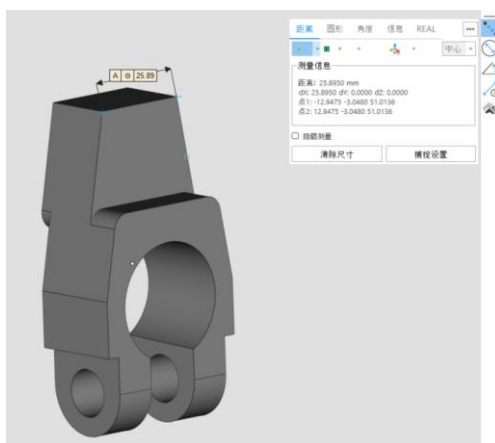 A ⊕ 25.89
距离 图形 角度 信息 REAL
中心
测量信息
距离: 25.8950 mm
dX: 25.8950 dY: 0.0000 dZ: 0.0000
点1: -12.9475 -3.0480 51.0136
点2: 12.9475 -3.0480 51.0136
隐藏测量
清除尺寸 捕捉设置